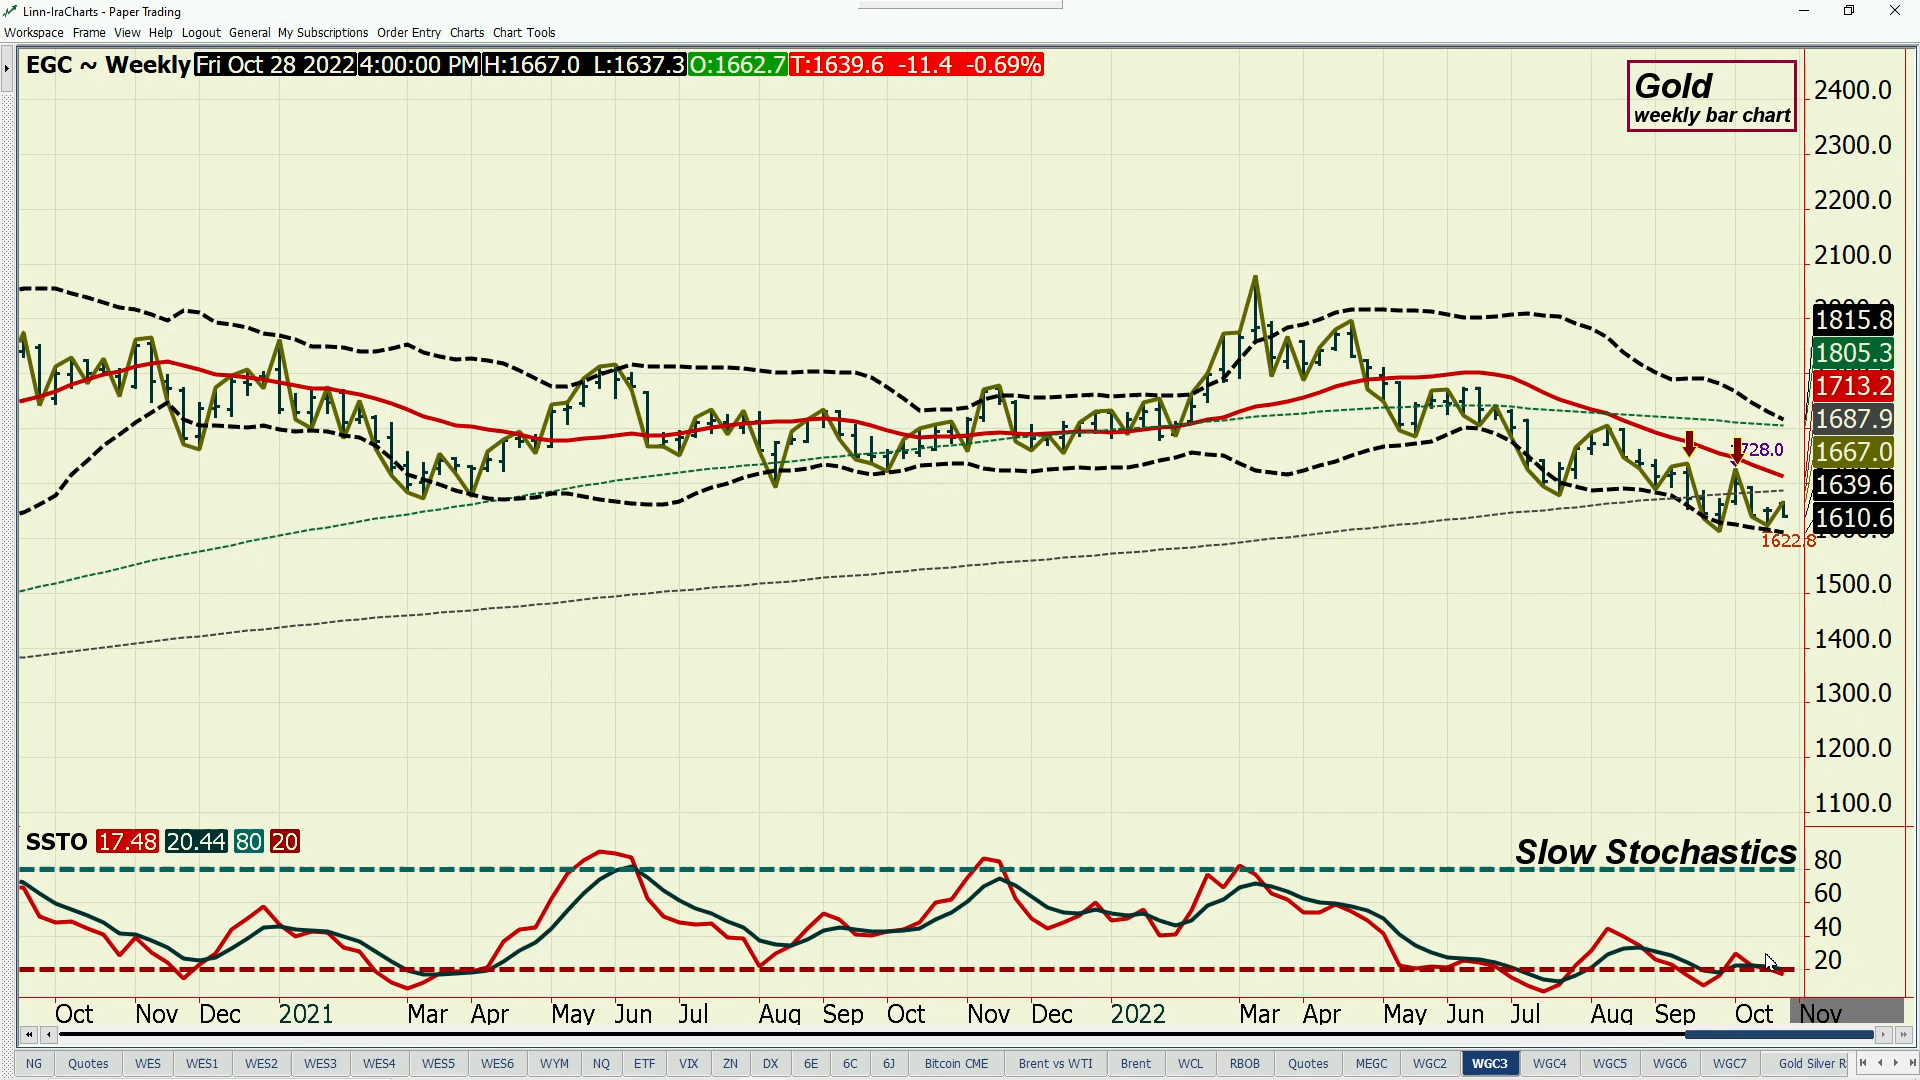 Linn-IraCharts - Paper Trading
Workspace Frame View Help Logout General My Subscriptions Order Entry Charts Chart Tools
EGC ~ Weekly Fri Oct 28 2022 4:00:00 PM H:1667.0 L:1637.3 O:1662.7 T:1639.6 -11.4 -0.69%
Gold
weekly bar chart
2400.0
2300.0
2200.0
2100.0
1815.8
1805.3
1713.2
1687.9
728.0
1667.0
1639.6
1610.6
1622.8
1500.0
1400.0
1300.0
1200.0
1100.0
SSTO 17.48 20.44 80 20
Slow Stochastics
80
60
40
20
Oct Nov Dec 2021 Mar Apr May Jun Jul Aug Sep Oct Nov Dec 2022 Mar Apr May Jun Jul Aug Sep Oct Nov
NG Quotes WES WES1 WES2 WES3 WES4 WES5 WES6 WYM NQ ETF VIX ZN DX 6E 6C 6J Bitcoin CME Brent vs WTI Brent WCL RBOB Quotes MEGC WGC2 WGC3 WGC4 WGC5 WGC6 WGC7 Gold Silver R